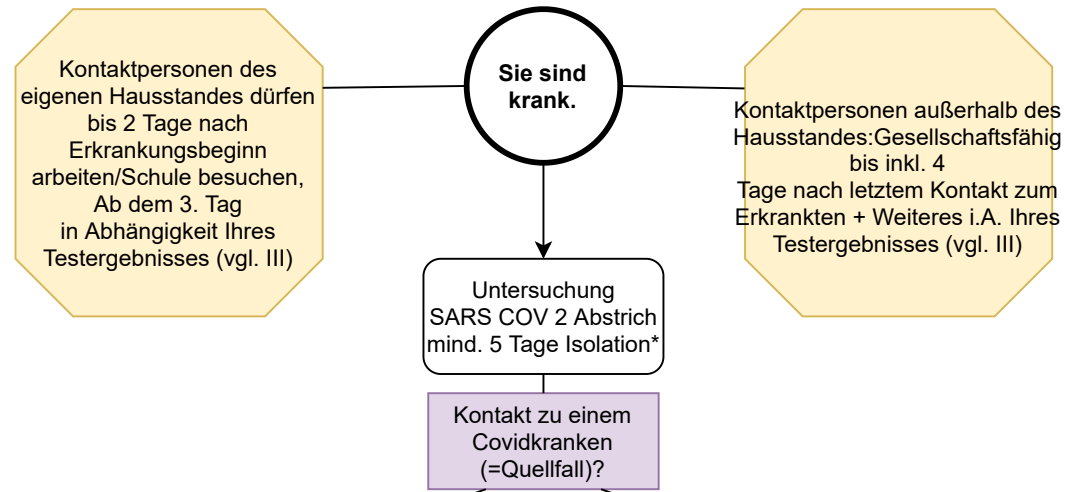 Kontaktpersonen des
eigenen Hausstandes dürfen
bis 2 Tage nach
Erkrankungsbeginn
arbeiten/Schule besuchen,
Ab dem 3. Tag
in Abhängigkeit Ihres
Testergebnisses (vgl. III)
Sie sind
krank.
Kontaktpersonen außerhalb des
Hausstandes:Gesellschaftsfähig
bis inkl. 4
Tage nach letztem Kontakt zum
Erkrankten + Weiteres i.A. Ihres
Testergebnisses (vgl. III)
Untersuchung
SARS COV 2 Abstrich
mind. 5 Tage Isolation*
Kontakt zu einem
Covidkranken
(=Quellfall)?